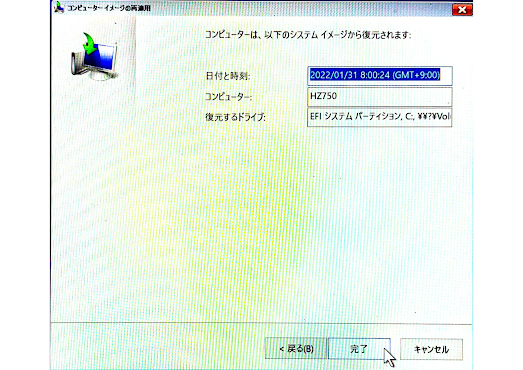 コンピューター イメージの再適用
コンピューターは、以下のシステム イメージから復元されます:
日付と時刻: 2022/01/31 8:00:24 (GMT+9:00)
コンピューター: HZ750
復元するドライブ: EFI システム パーティション, C:, ¥¥?¥Vol
< 戻る(B) 完了 キャンセル